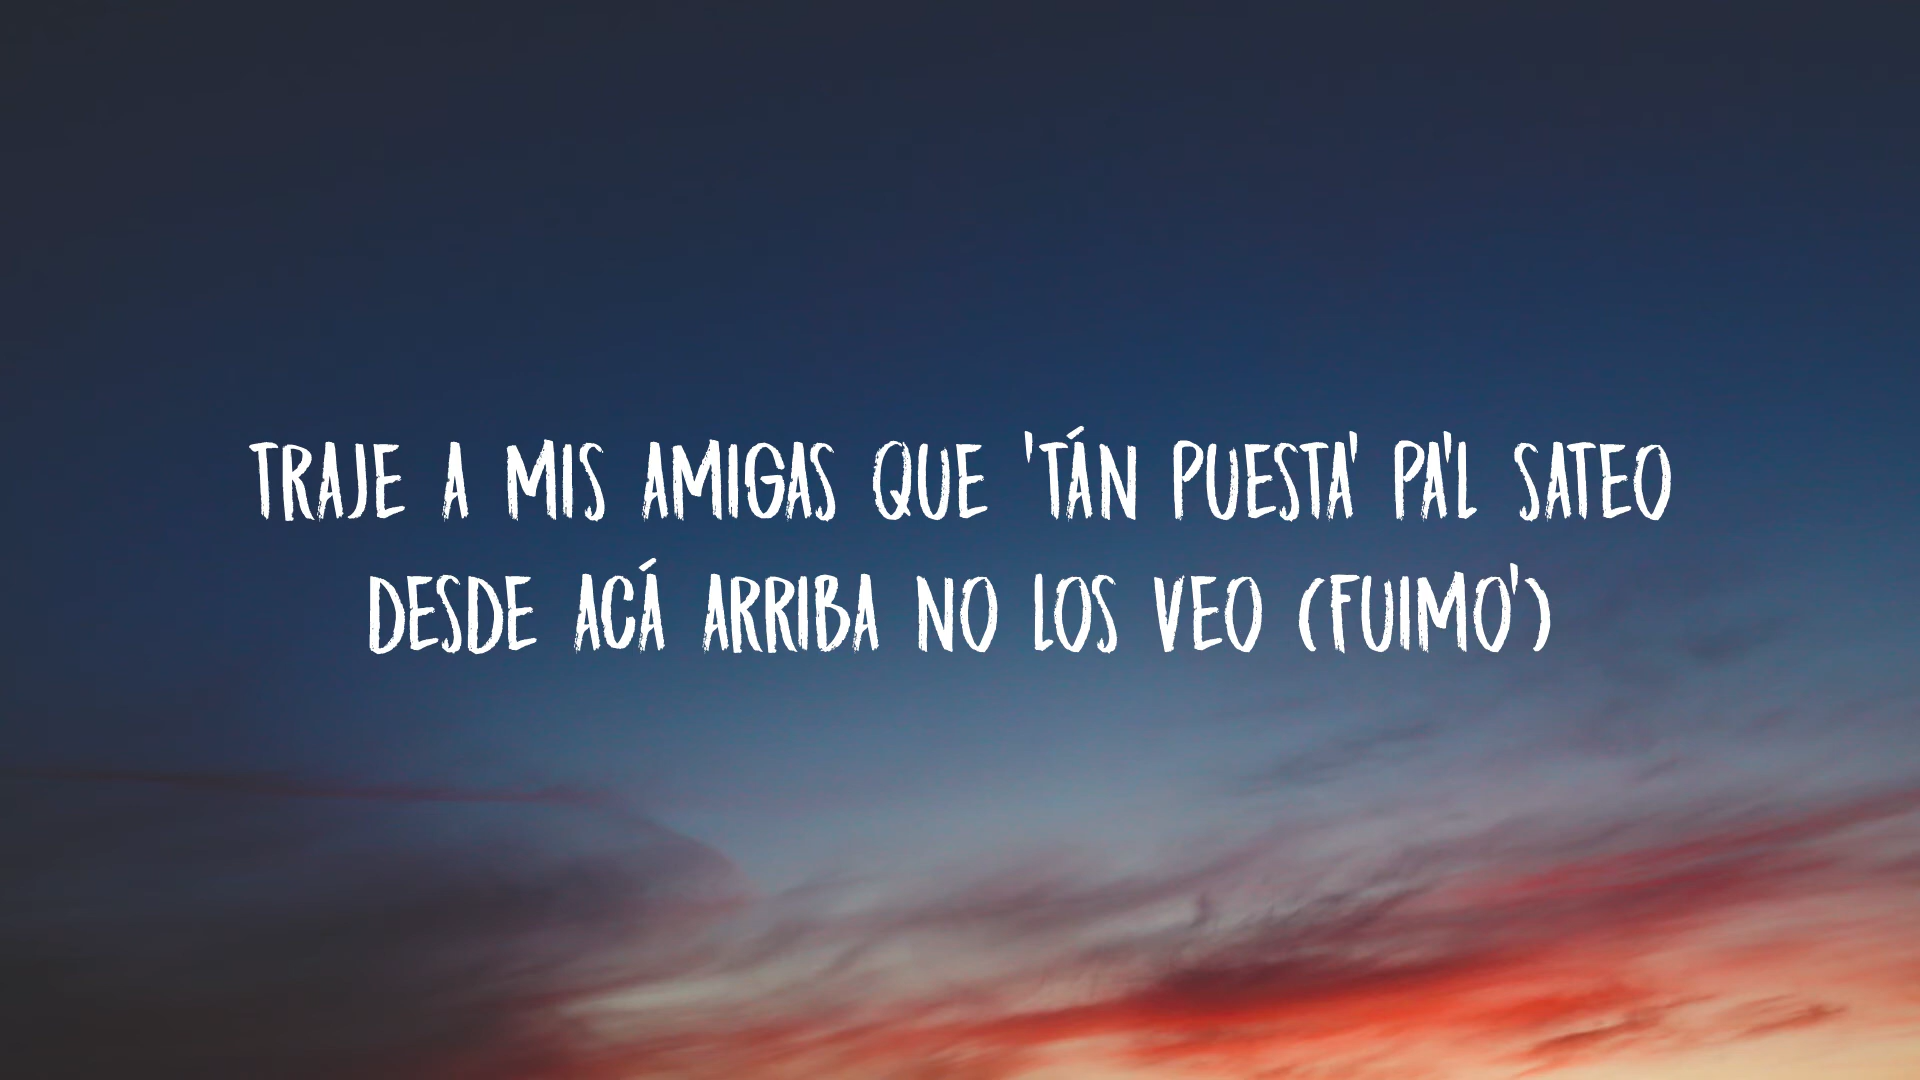 TRAJE A MIS AMIGAS QUE 'TÁN PUESTA' PA'L SATEO
DESDE ACÁ ARRIBA NO LOS VEO (FUIMO')